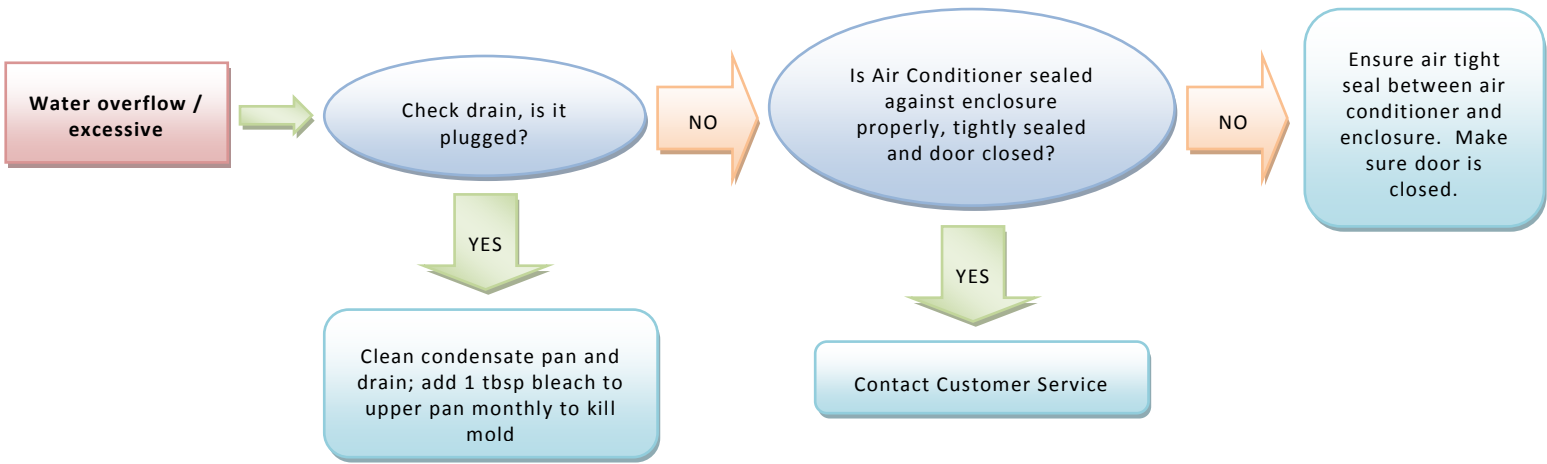 Water overflow /
excessive
Check drain, is it
plugged?
NO
Is Air Conditioner sealed
against enclosure
properly, tightly sealed
and door closed?
NO
Ensure air tight
seal between air
conditioner and
enclosure. Make
sure door is
closed.
YES
Clean condensate pan and
drain; add 1 tbsp bleach to
upper pan monthly to kill
mold
YES
Contact Customer Service